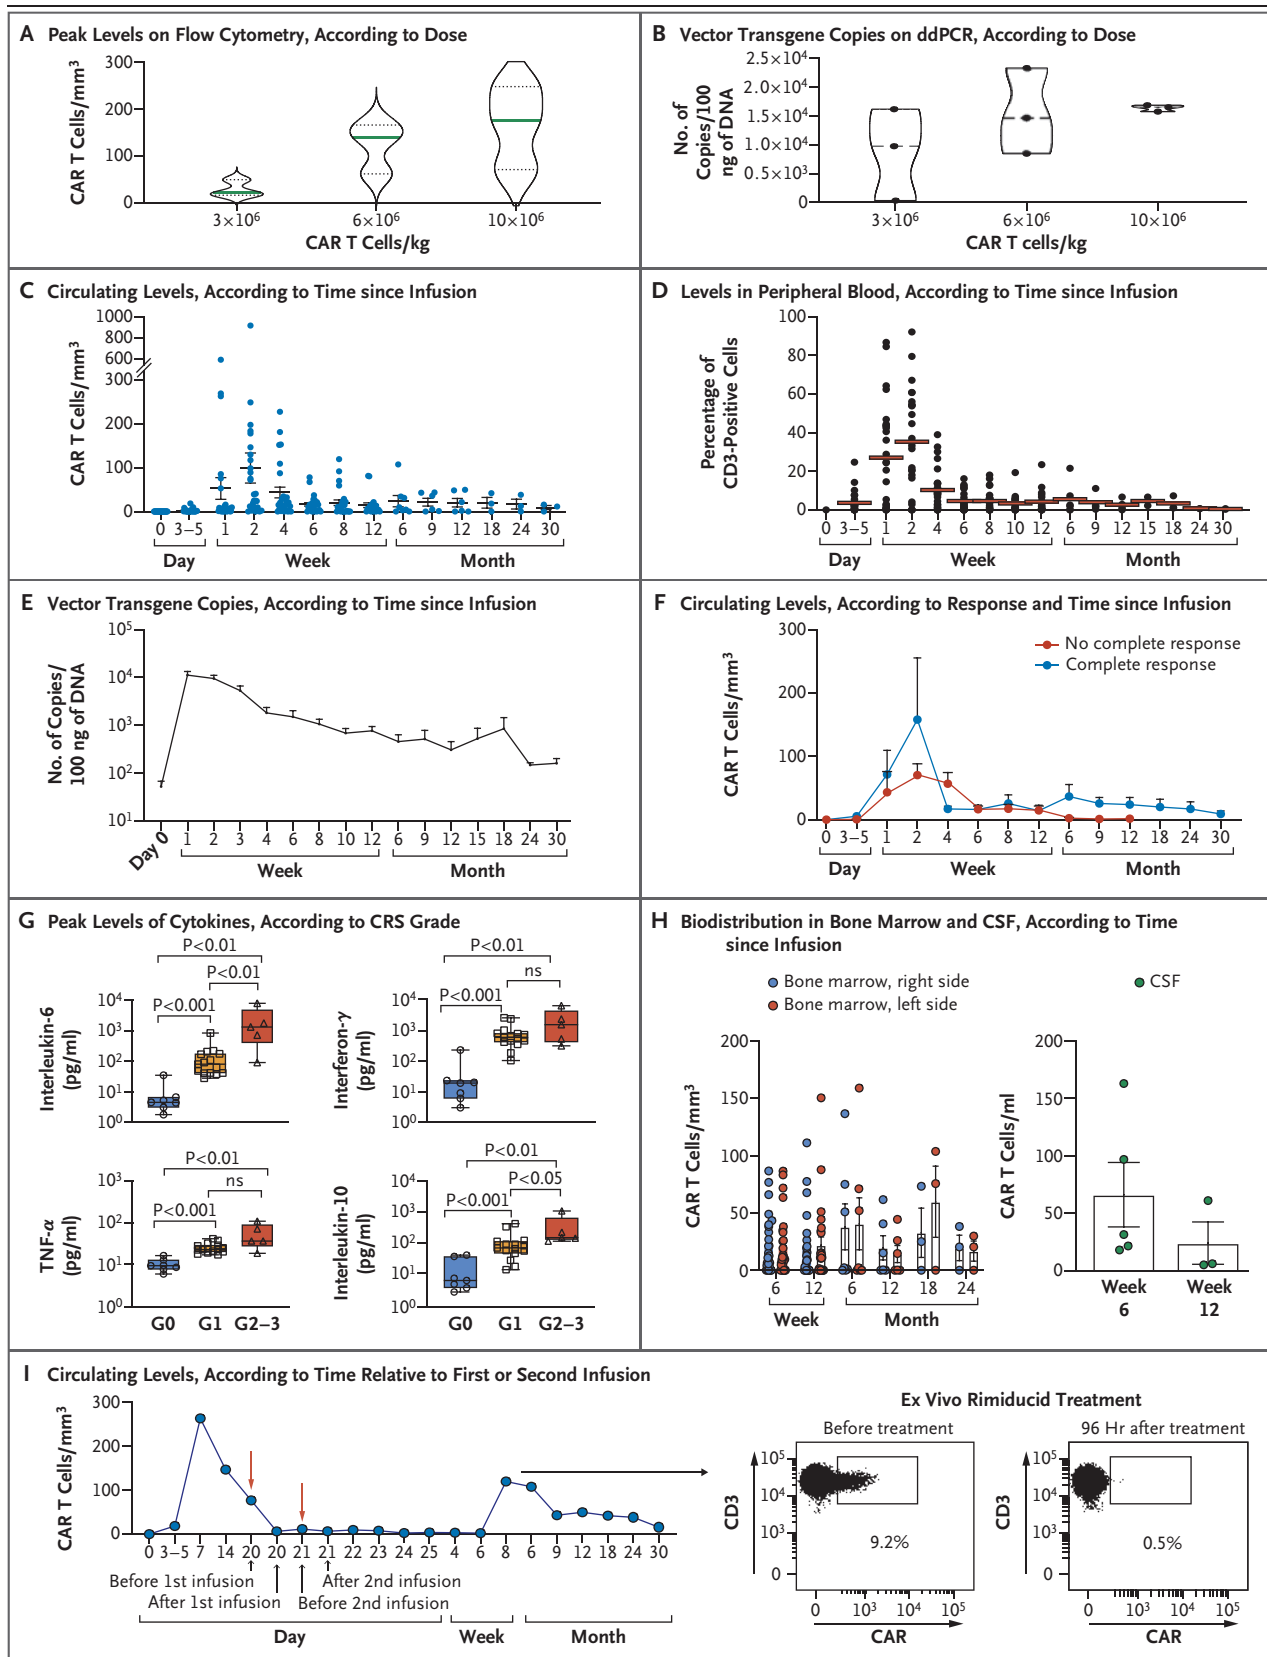 A Peak Levels on Flow Cytometry, According to Dose
CAR T Cells/mm³
300
200
100
0
3×10⁶ 6×10⁶ 10×10⁶
CAR T Cells/kg
B Vector Transgene Copies on ddPCR, According to Dose
No. of Copies/100 ng of DNA
2.5×10⁴
2.0×10⁴
1.5×10⁴
1.0×10⁴
0.5×10³
0
3×10⁶ 6×10⁶ 10×10⁶
CAR T cells/kg
C Circulating Levels, According to Time since Infusion
CAR T Cells/mm³
1000
800
600
300
200
100
0
0 3–5 1 2 4 6 8 12 6 9 12 18 24 30
Day Week Month
D Levels in Peripheral Blood, According to Time since Infusion
Percentage of CD3-Positive Cells
100
80
60
40
20
0
0 3–5 1 2 4 6 8 10 12 6 9 12 15 18 24 30
Day Week Month
E Vector Transgene Copies, According to Time since Infusion
No. of Copies/ 100 ng of DNA
10⁵
10⁴
10³
10²
10¹
Day 0 1 2 3 4 6 8 10 12 6 9 12 15 18 24 30
Week Month
F Circulating Levels, According to Response and Time since Infusion
CAR T Cells/mm³
300
200
100
0
No complete response
Complete response
0 3–5 1 2 4 6 8 12 6 9 12 18 24 30
Day Week Month
G Peak Levels of Cytokines, According to CRS Grade
Interleukin-6 (pg/ml)
10⁴
10³
10²
10¹
10⁰
P<0.01
P<0.01
P<0.001
Interferon-γ (pg/ml)
10⁴
10³
10²
10¹
10⁰
P<0.01
ns
P<0.001
TNF-α (pg/ml)
10³
10²
10¹
10⁰
P<0.01
ns
P<0.001
G0 G1 G2–3
Interleukin-10 (pg/ml)
10⁴
10³
10²
10¹
10⁰
P<0.01
P<0.05
P<0.001
G0 G1 G2–3
H Biodistribution in Bone Marrow and CSF, According to Time
since Infusion
Bone marrow, right side
Bone marrow, left side
CSF
CAR T Cells/mm³
200
150
100
50
0
6 12 6 12 18 24
Week Month
CAR T Cells/ml
200
150
100
50
0
Week Week
6 12
I Circulating Levels, According to Time Relative to First or Second Infusion
CAR T Cells/mm³
300
200
100
0
0 3–5 7 14 20 20 21 21 22 23 24 25 4 6 8 6 9 12 18 24 30
Before 1st infusion After 2nd infusion
After 1st infusion Before 2nd infusion
Day Week Month
Ex Vivo Rimiducid Treatment
Before treatment 96 Hr after treatment
CD3
10⁵
10⁴
10³
0
9.2%
0 10³ 10⁴ 10⁵
CAR
CD3
10⁵
10⁴
10³
0
0.5%
0 10³ 10⁴ 10⁵
CAR